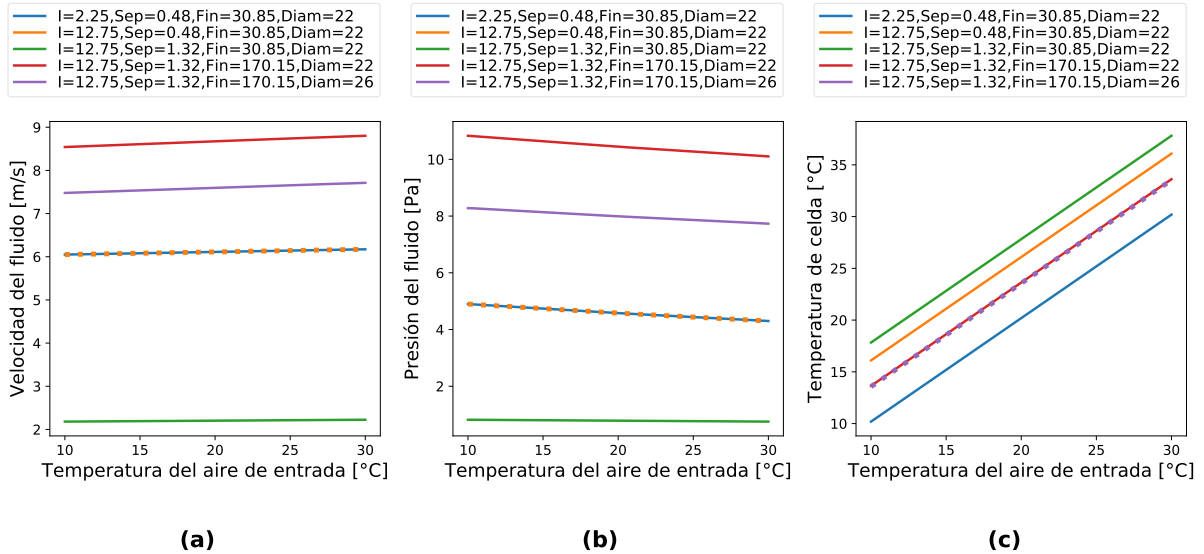 I=2.25,Sep=0.48,Fin=30.85,Diam=22
I=12.75,Sep=0.48,Fin=30.85,Diam=22
I=12.75,Sep=1.32,Fin=30.85,Diam=22
I=12.75,Sep=1.32,Fin=170.15,Diam=22
I=12.75,Sep=1.32,Fin=170.15,Diam=26
9
8
7
6
5
4
3
2
Velocidad del fluido [m/s]
10 15 20 25 30
Temperatura del aire de entrada [°C]
(a)
I=2.25,Sep=0.48,Fin=30.85,Diam=22
I=12.75,Sep=0.48,Fin=30.85,Diam=22
I=12.75,Sep=1.32,Fin=30.85,Diam=22
I=12.75,Sep=1.32,Fin=170.15,Diam=22
I=12.75,Sep=1.32,Fin=170.15,Diam=26
10
8
6
4
2
Presión del fluido [Pa]
10 15 20 25 30
Temperatura del aire de entrada [°C]
(b)
I=2.25,Sep=0.48,Fin=30.85,Diam=22
I=12.75,Sep=0.48,Fin=30.85,Diam=22
I=12.75,Sep=1.32,Fin=30.85,Diam=22
I=12.75,Sep=1.32,Fin=170.15,Diam=22
I=12.75,Sep=1.32,Fin=170.15,Diam=26
35
30
25
20
15
10
Temperatura de celda [°C]
10 15 20 25 30
Temperatura del aire de entrada [°C]
(c)